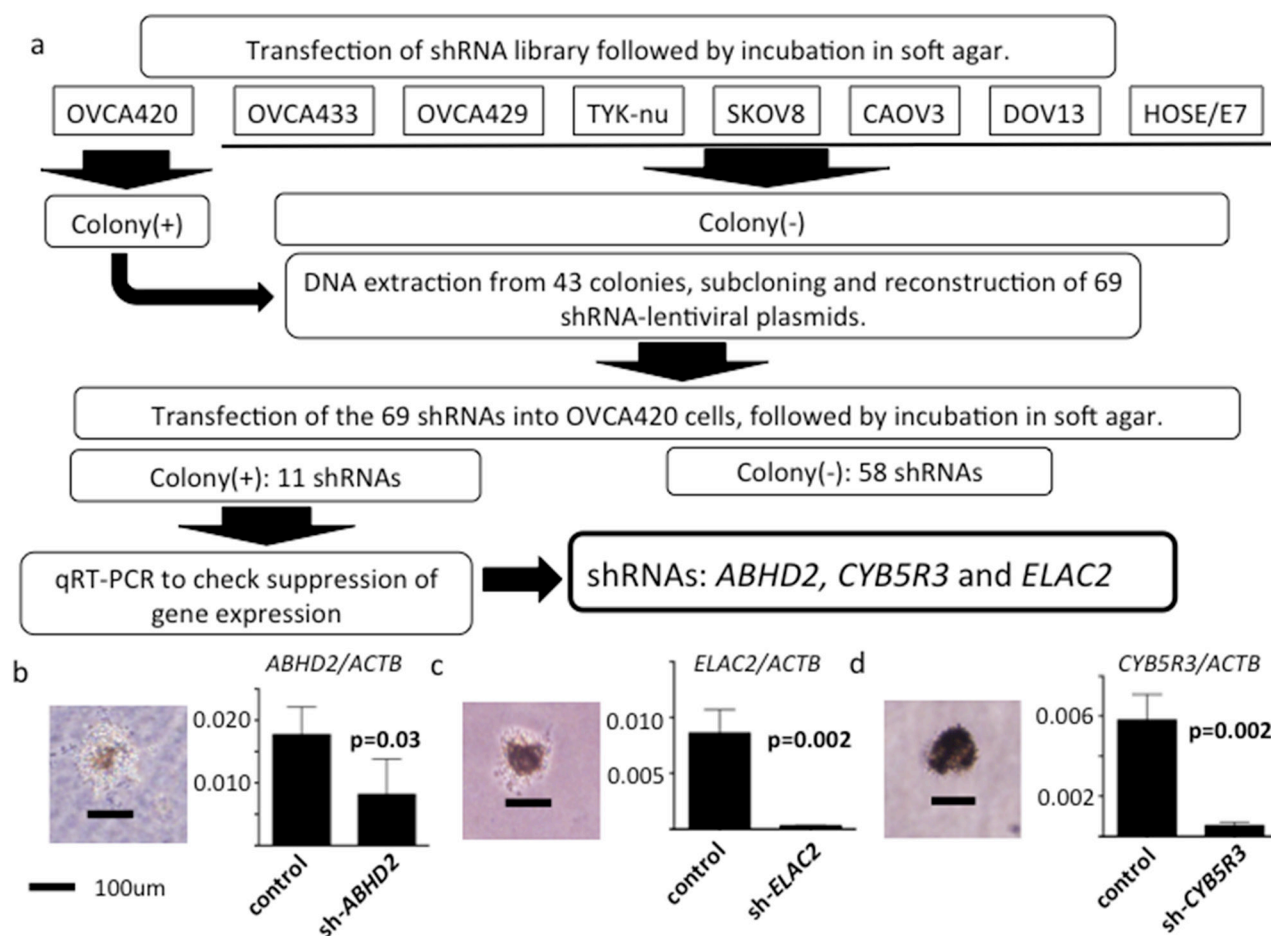 a
Transfection of shRNA library followed by incubation in soft agar.
OVCA420 OVCA433 OVCA429 TYK-nu SKOV8 CAOV3 DOV13 HOSE/E7
Colony(+) Colony(-)
DNA extraction from 43 colonies, subcloning and reconstruction of 69
shRNA-lentiviral plasmids.
Transfection of the 69 shRNAs into OVCA420 cells, followed by incubation in soft agar.
Colony(+): 11 shRNAs Colony(-): 58 shRNAs
qRT-PCR to check suppression of
gene expression
shRNAs: ABHD2, CYB5R3 and ELAC2
b
ABHD2/ACTB
0.020
0.010
p=0.03
control
sh-ABHD2
100um
c
ELAC2/ACTB
0.010
0.005
p=0.002
control
sh-ELAC2
d
CYB5R3/ACTB
0.006
0.002
p=0.002
control
sh-CYB5R3